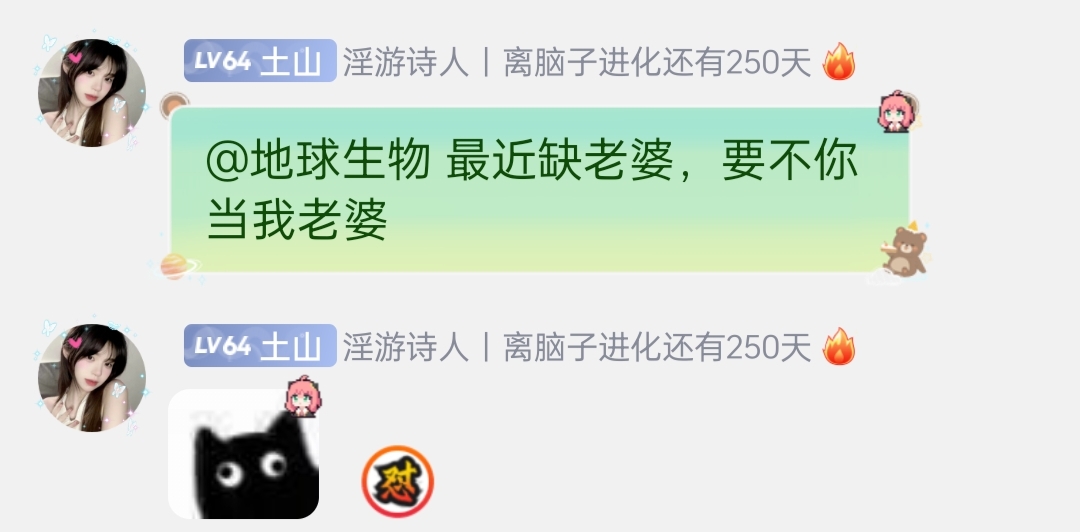 LV64 土山 淫游诗人丨离脑子进化还有250天🔥
@地球生物 最近缺老婆，要不你
当我老婆
LV64 土山 淫游诗人丨离脑子进化还有250天🔥
怼